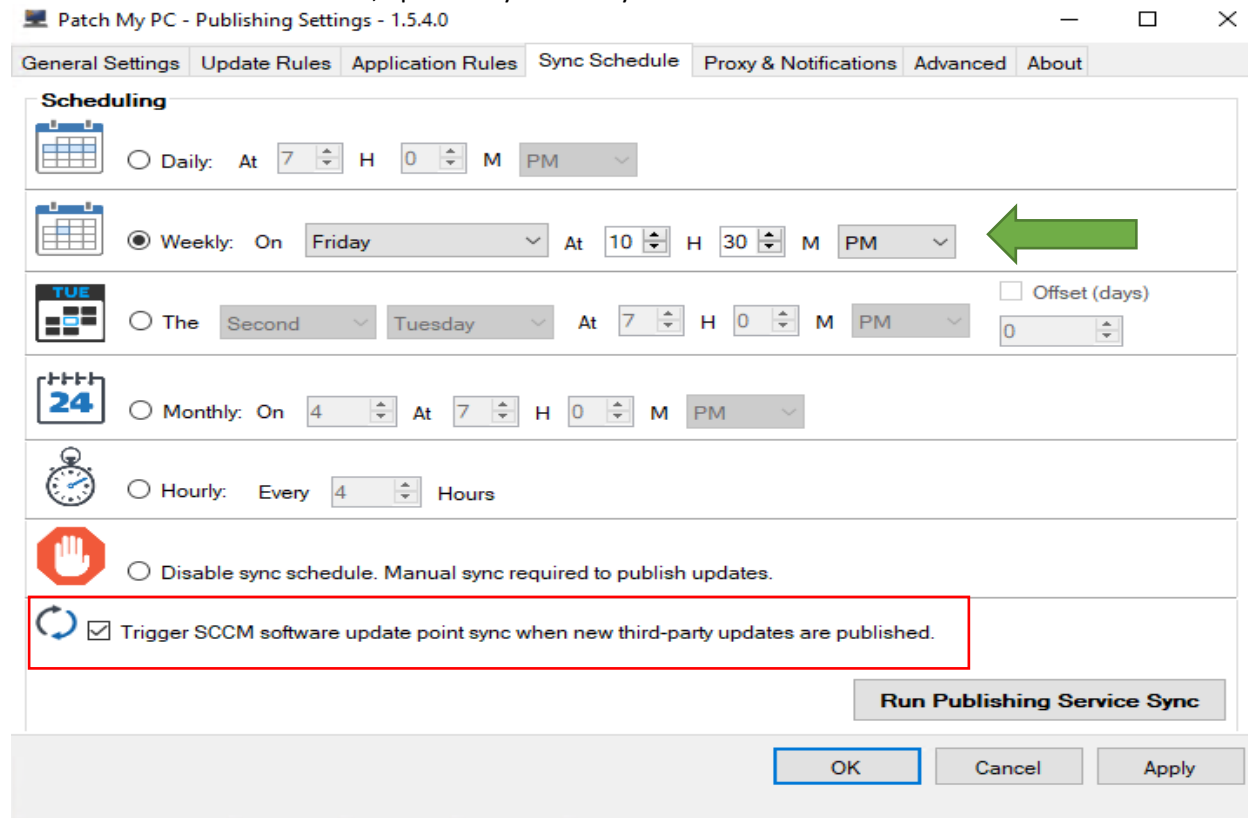 Patch My PC - Publishing Settings - 1.5.4.0
General Settings Update Rules Application Rules Sync Schedule Proxy & Notifications Advanced About
Scheduling
Daily: At 7 H 0 M PM
Weekly: On Friday At 10 H 30 M PM
TUE
Offset (days)
The Second Tuesday At 7 H 0 M PM 0
24
Monthly: On 4 At 7 H 0 M PM
Hourly: Every 4 Hours
Disable sync schedule. Manual sync required to publish updates.
Trigger SCCM software update point sync when new third-party updates are published.
Run Publishing Service Sync
OK Cancel Apply